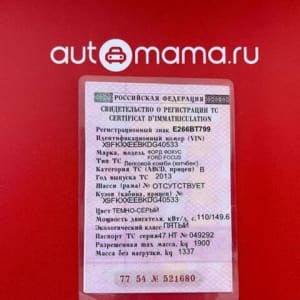 automama.ru
РОССИЙСКАЯ ФЕДЕРАЦИЯ
СВИДЕТЕЛЬСТВО О РЕГИСТРАЦИИ ТС
CERTIFICAT D'IMMATRICULATION
Регистрационный знак Е266ВТ799
Идентификационный номер (VIN)
X9FKXXEEBKDG40533
Марка, модель ФОРД ФОКУС
FORD FOCUS
Тип ТС Легковой комби (хэтчбек)
Категория ТС (ABCD, прицеп) B
Год выпуска ТС 2013
Шасси (рама) № ОТСУТСТВУЕТ
Кузов (кабина, прицеп) №
X9FKXXEEBKDG40533
Цвет ТЕМНО-СЕРЫЙ
Мощность двигателя, кВт/л. с. 110/149.6
Экологический класс ПЯТЫЙ
Паспорт ТС серия 47 НТ № 049292
Разрешенная max масса, kg 1900
Масса без нагрузки, kg 1337
77 54 № 521680